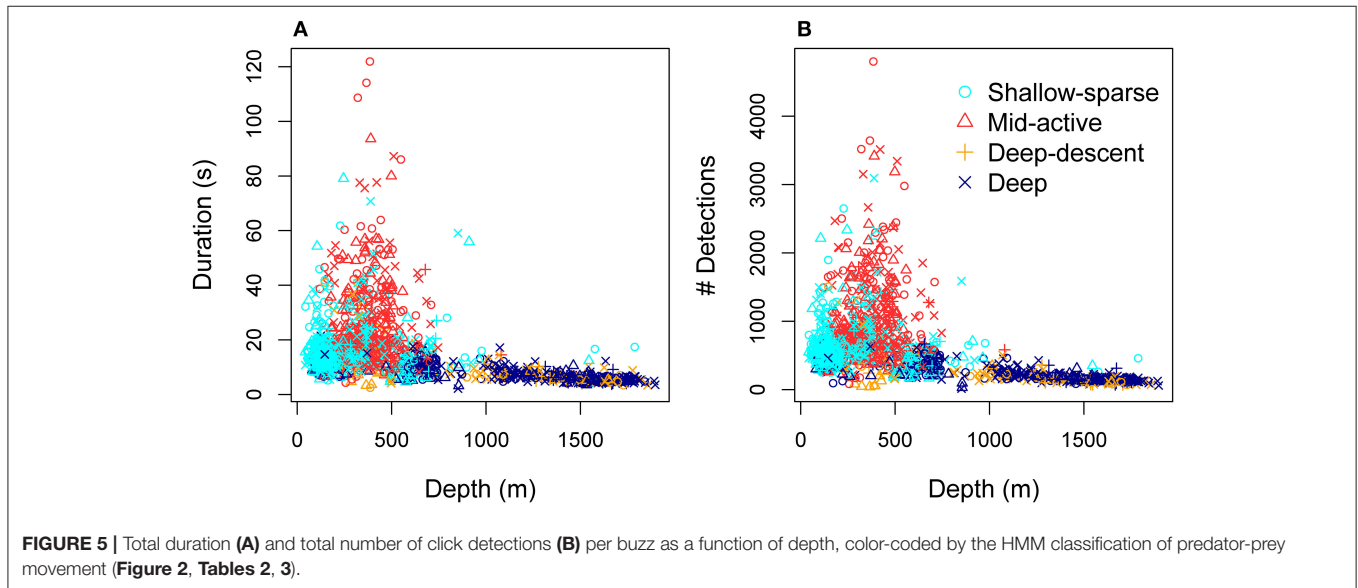 A
B
Duration (s)
0
20
40
60
80
100
120
0
500
1000
1500
Depth (m)
# Detections
0
1000
2000
3000
4000
0
500
1000
1500
Depth (m)
Shallow-sparse
Mid-active
Deep-descent
Deep
FIGURE 5 | Total duration (A) and total number of click detections (B) per buzz as a function of depth, color-coded by the HMM classification of predator-prey
movement (Figure 2, Tables 2, 3).